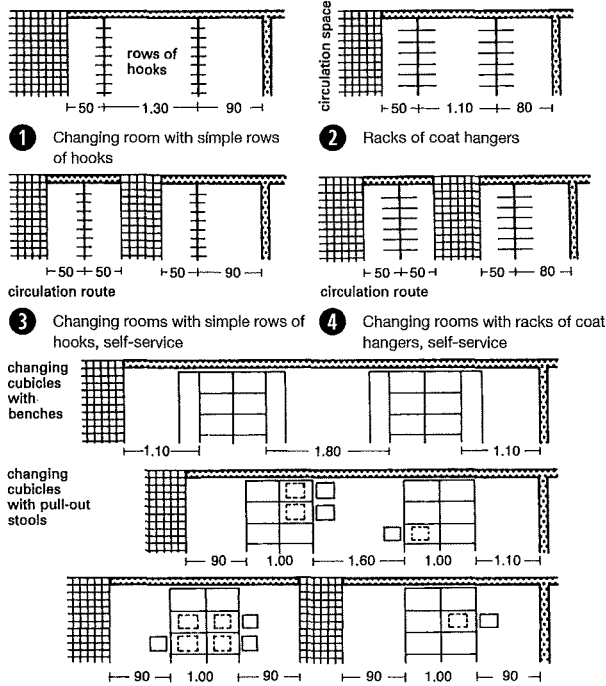 rows of
hooks
50 1.30 90
circulation space
50 1.10 80
1 Changing room with simple rows
of hooks
2 Racks of coat hangers
50 50 50 90
circulation route
50 50 50 80
circulation route
3 Changing rooms with simple rows of
hooks, self-service
4 Changing rooms with racks of coat
hangers, self-service
changing
cubicles
with
benches
1.10 1.80 1.10
changing
cubicles
with pull-out
stools
90 1.00 1.60 1.00 1.10
90 1.00 90 90 1.00 90